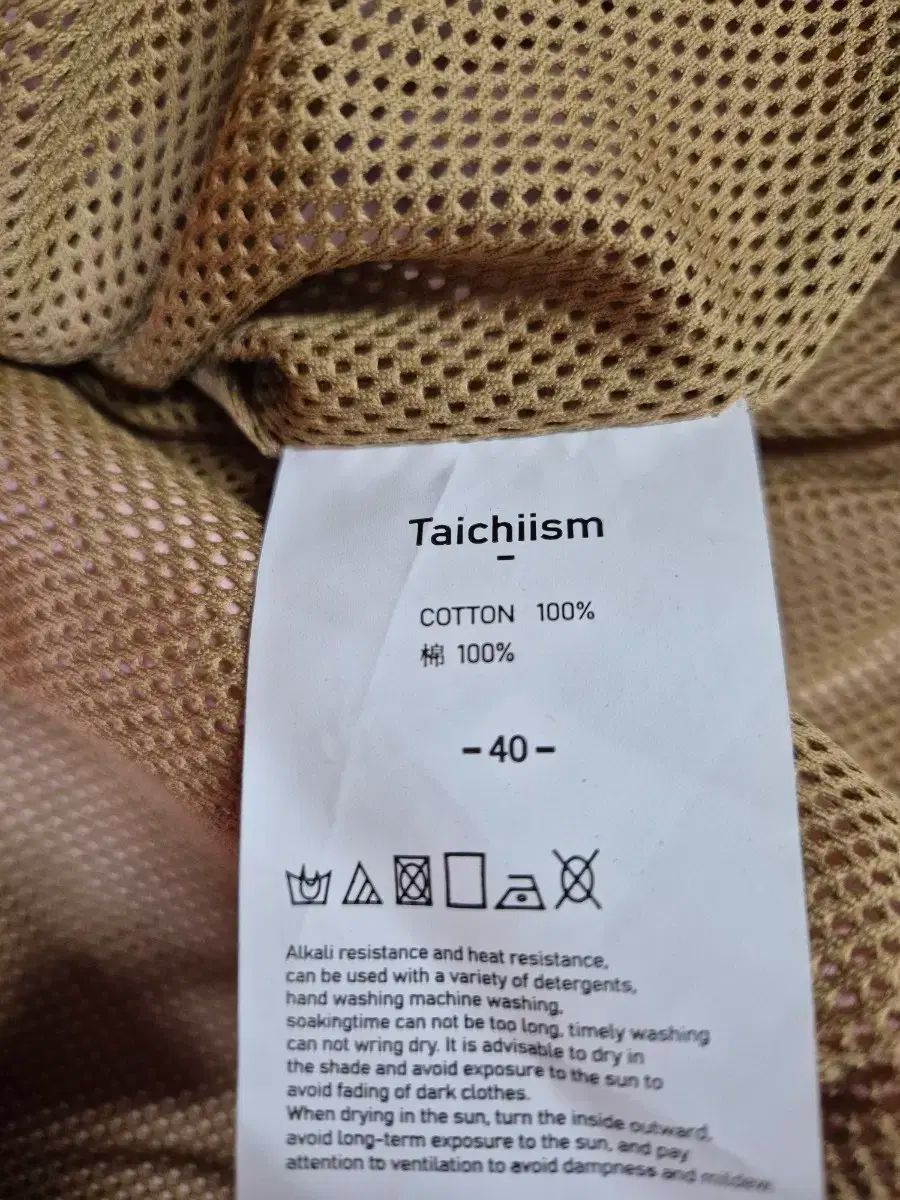 Taichiism
COTTON 100%
棉 100%
-40-
Alkali resistance and heat resistance,
can be used with a variety of detergents,
hand washing machine washing,
soakingtime can not be too long, timely washing
can not wring dry. It is advisable to dry in
the shade and avoid exposure to the sun to
avoid fading of dark clothes.
When drying in the sun, turn the inside outward,
avoid long-term exposure to the sun, and pay
attention to ventilation to avoid dampness and mildew.